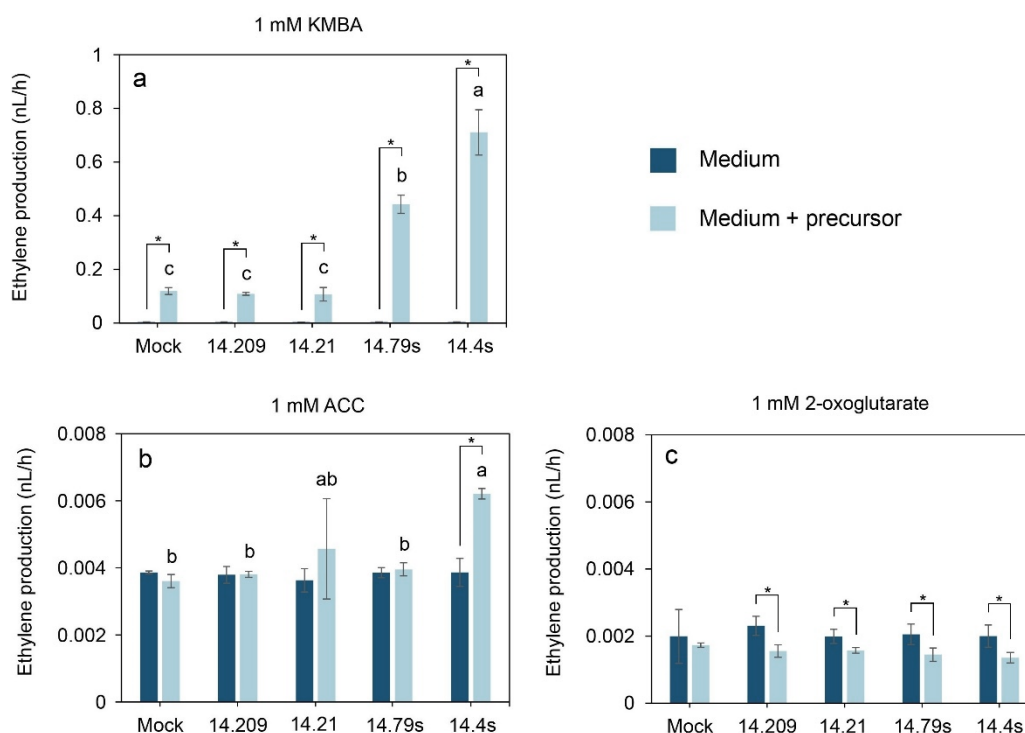 1 mM KMBA
Ethylene production (nL/h)
1
0.8
0.6
0.4
0.2
0
a
* c
* c
* c
* b
* a
Mock 14.209 14.21 14.79s 14.4s
Medium
Medium + precursor
1 mM ACC
Ethylene production (nL/h)
0.008
0.006
0.004
0.002
0
b
b
b
ab
b
* a
Mock 14.209 14.21 14.79s 14.4s
1 mM 2-oxoglutarate
Ethylene production (nL/h)
0.008
0.006
0.004
0.002
0
c
* * * *
Mock 14.209 14.21 14.79s 14.4s